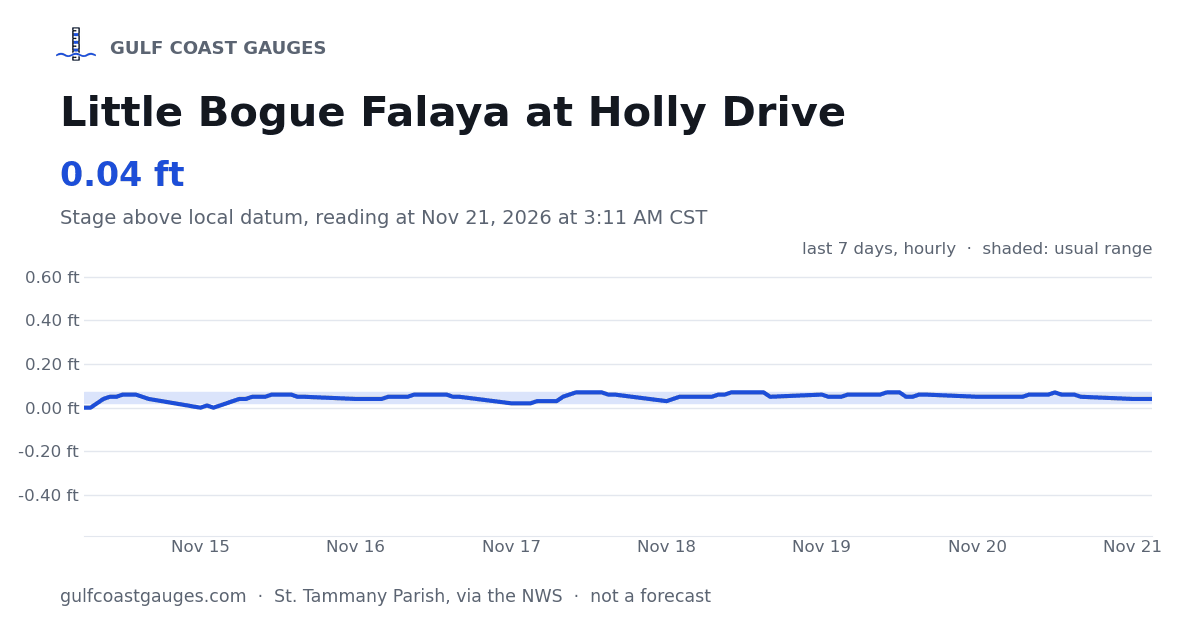 GULF COAST GAUGES
Little Bogue Falaya at Holly Drive
0.04 ft
Stage above local datum, reading at Nov 21, 2026 at 3:11 AM CST
last 7 days, hourly · shaded: usual range
0.60 ft
0.40 ft
0.20 ft
0.00 ft
-0.20 ft
-0.40 ft
Nov 15 Nov 16 Nov 17 Nov 18 Nov 19 Nov 20 Nov 21
gulfcoastgauges.com · St. Tammany Parish, via the NWS · not a forecast